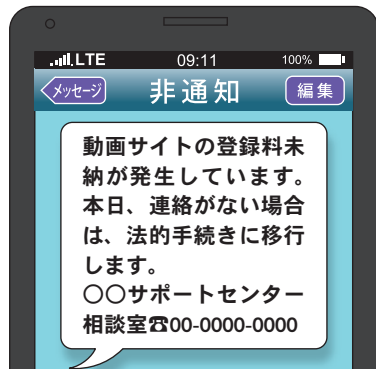 .ıll.LTE 09:11 100%
メッセージ 非通知 編集
動画サイトの登録料未
納が発生しています。
本日、連絡がない場合
は、法的手続きに移行
します。
〇〇サポートセンター
相談室☎00-0000-0000